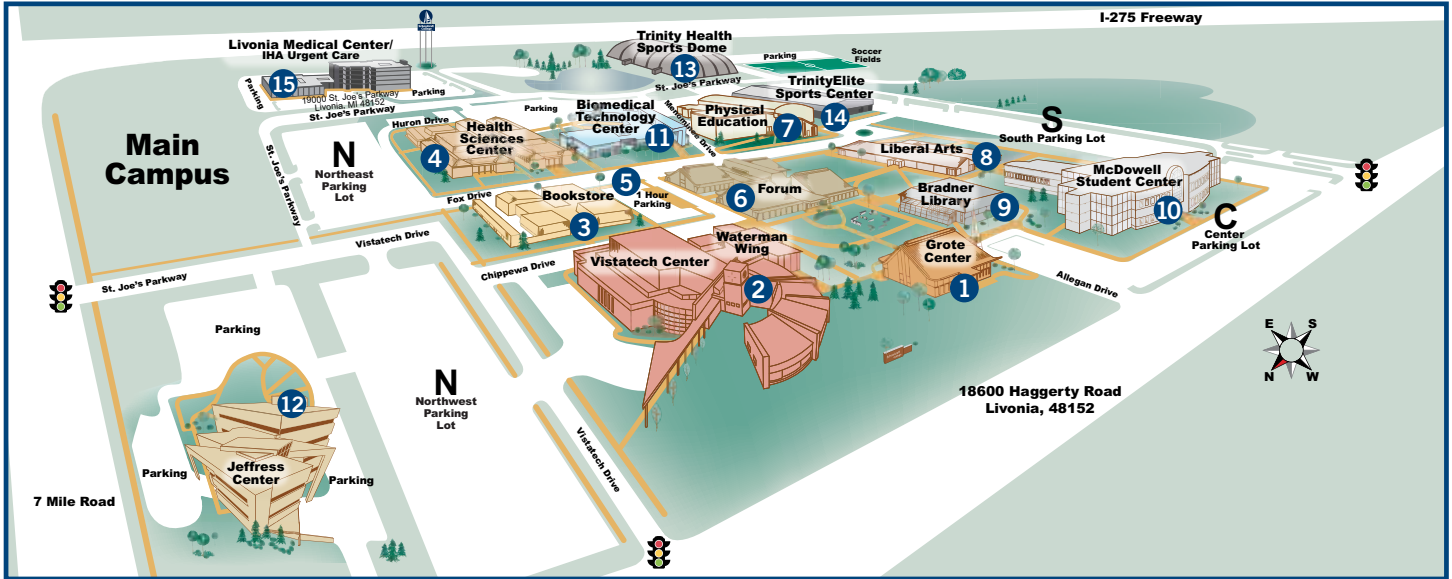 I-275 Freeway
Livonia Medical Center/
IHA Urgent Care
15
Parking
19000 St. Joe's Parkway
Livonia, MI 48152
Parking
St. Joe's Parkway
Trinity Health
Sports Dome
13
St. Joe's Parkway
Parking
Soccer
Fields
TrinityElite
Sports Center
14
Main
Campus
St. Joe's Parkway
N
Northeast
Parking
Lot
Huron Drive
Health
Sciences
Center
4
Parking
Biomedical
Technology
Center
11
Menominee Drive
Physical
Education
7
S
South Parking Lot
Liberal Arts
8
McDowell
Student Center
10
Fox Drive
Bookstore
3
5
1 Hour
Parking
Forum
6
Bradner
Library
9
C
Center
Parking Lot
Vistatech Drive
St. Joe's Parkway
Chippewa Drive
Vistatech Center
Waterman
Wing
2
Grote
Center
1
Allegan Drive
Parking
12
Jeffress
Center
Parking
Parking
N
Northwest
Parking
Lot
Vistatech Drive
18600 Haggerty Road
Livonia, 48152
E
S
N
W
7 Mile Road